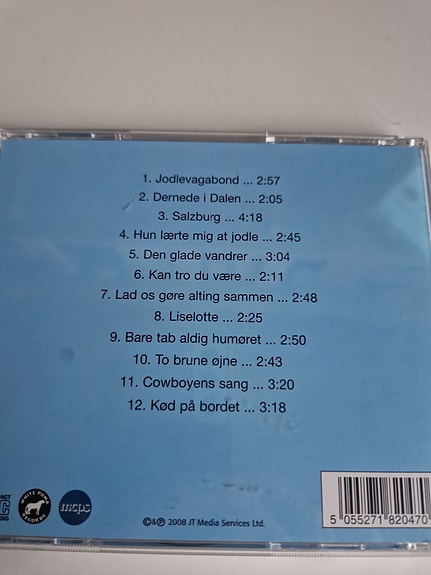 1. Jodlevagabond ... 2:57
2. Dernede i Dalen ... 2:05
3. Salzburg ... 4:18
4. Hun lærte mig at jodle ... 2:45
5. Den glade vandrer ... 3:04
6. Kan tro du være ... 2:11
7. Lad os gøre alting sammen ... 2:48
8. Liselotte ... 2:25
9. Bare tab aldig humøret ... 2:50
10. To brune øjne ... 2:43
11. Cowboyens sang ... 3:20
12. Kød på bordet ... 3:18
WHITE PUMA RECORDS
mcps
©&℗ 2008 JT Media Services Ltd.
5 055271 820470